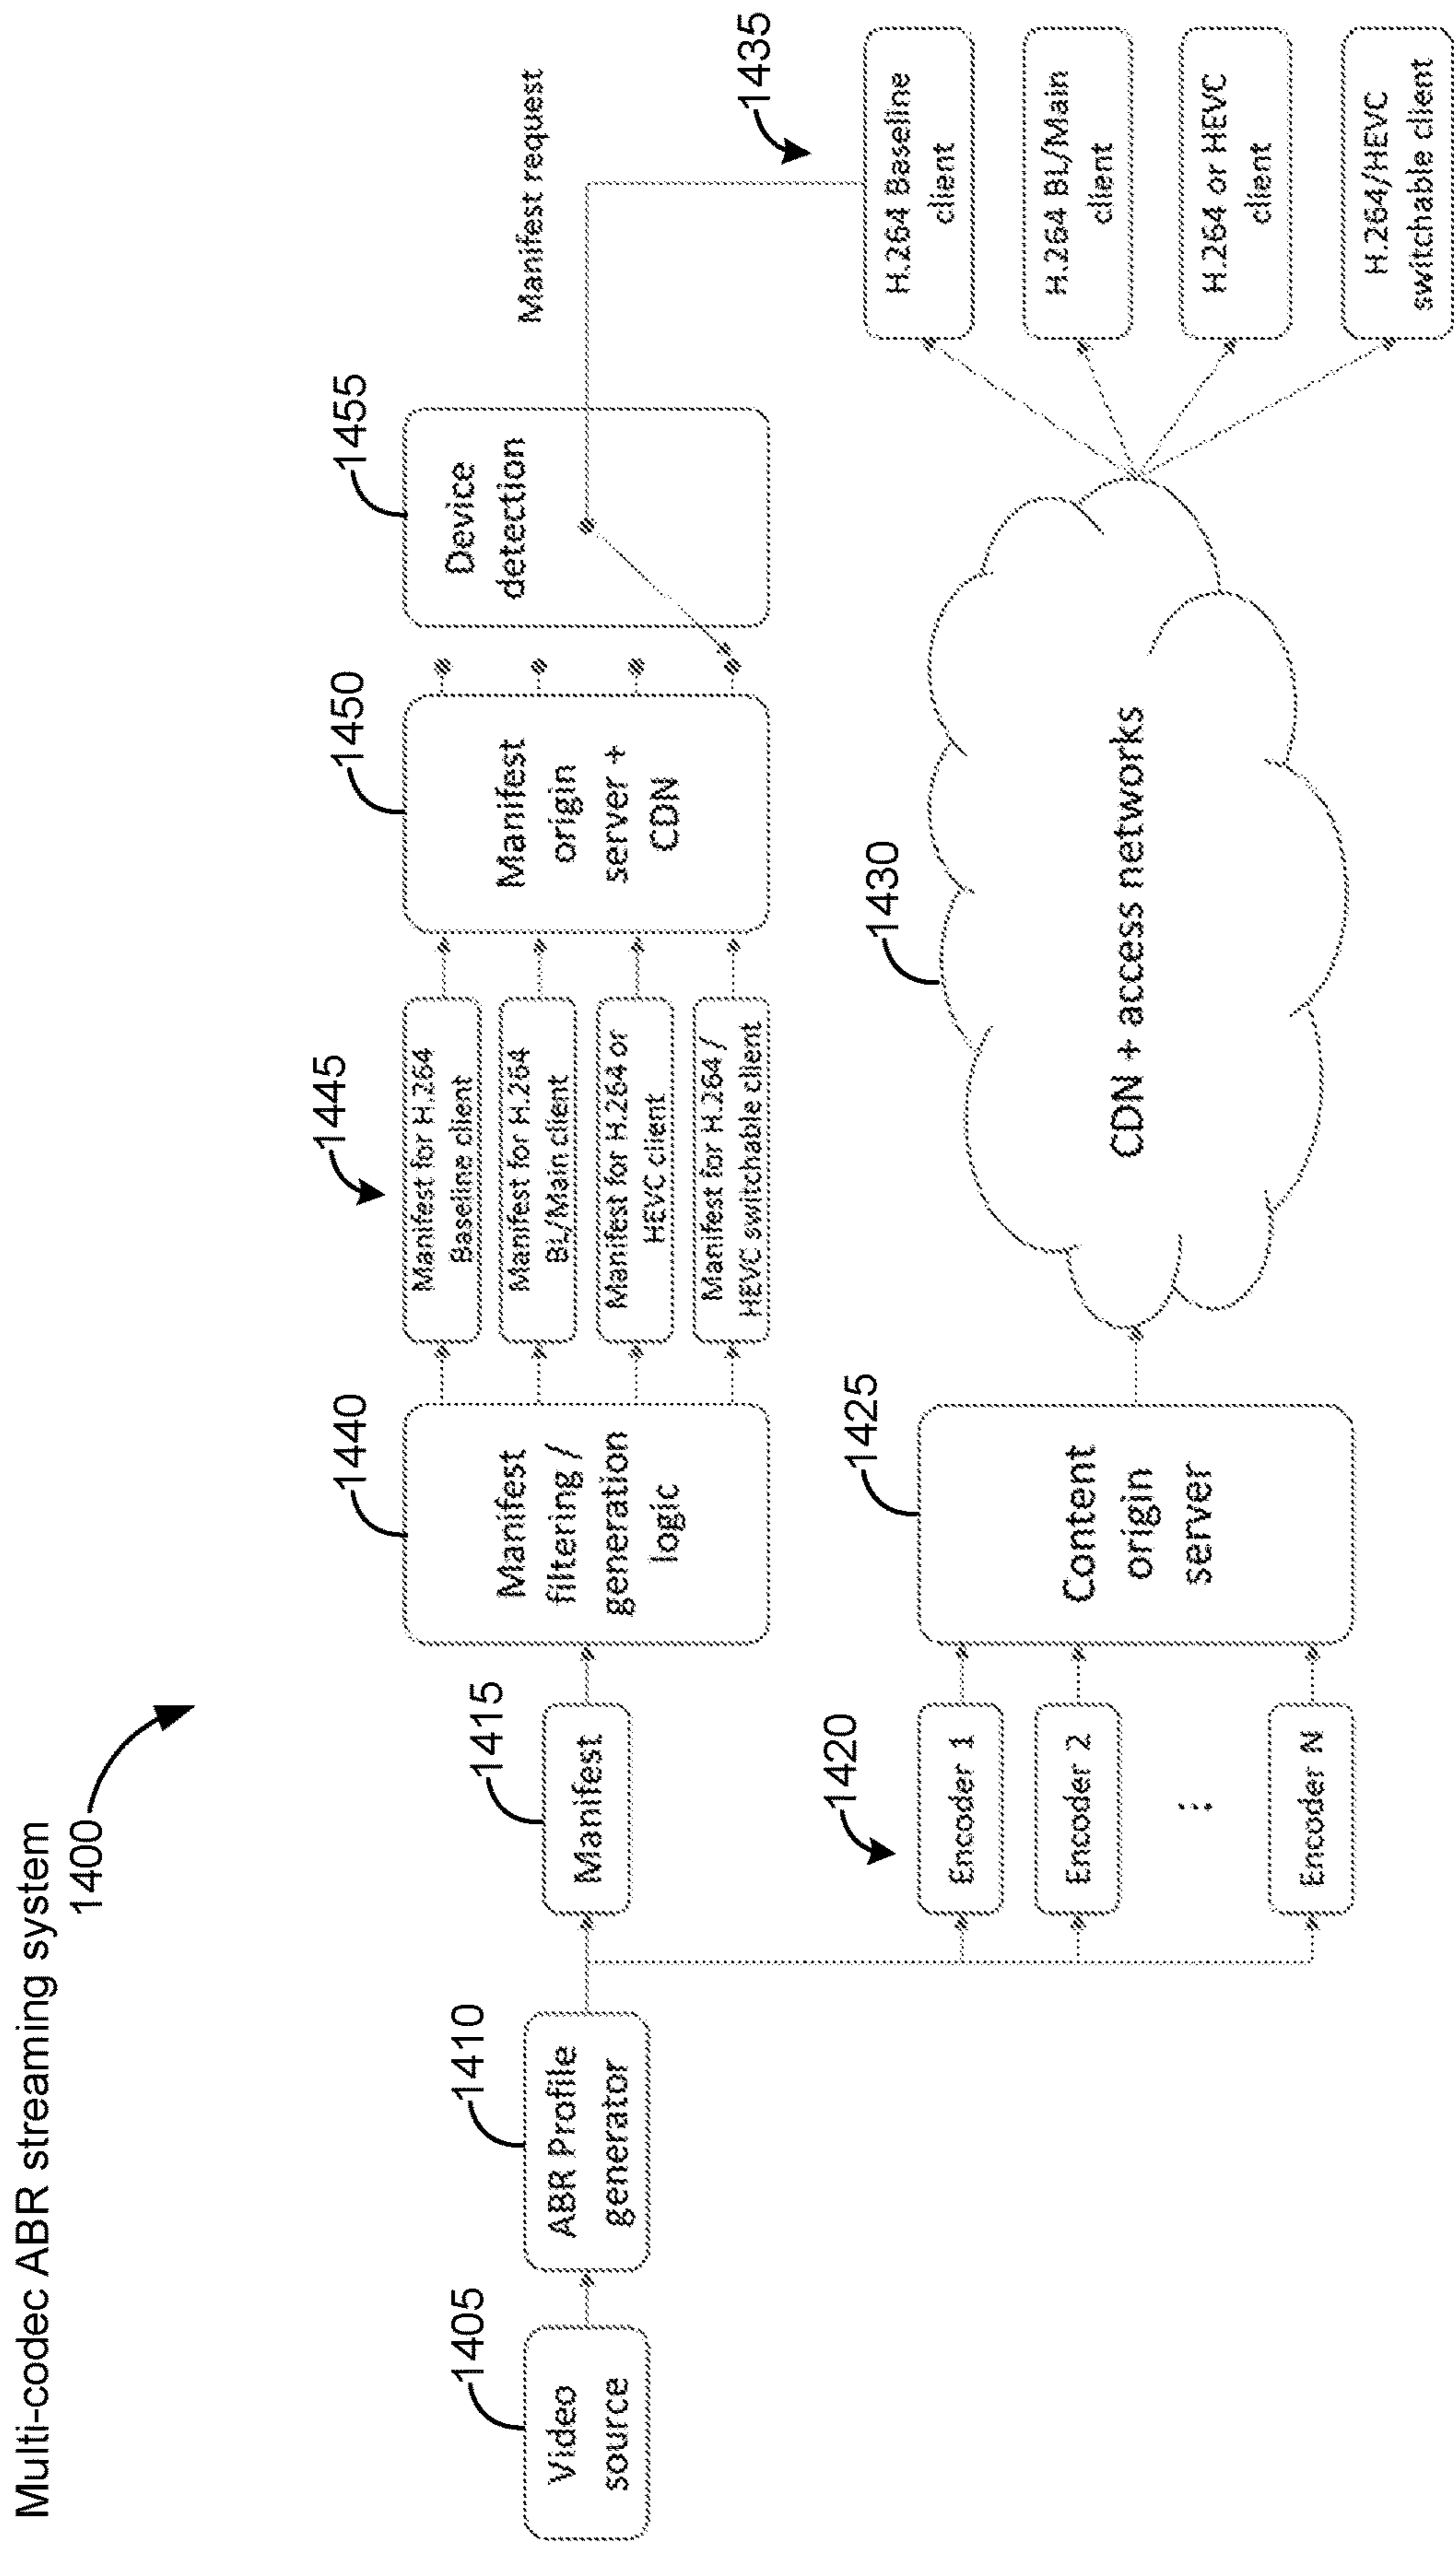 Multi-codec ABR streaming system
1400
1405
Video
source
1410
ABR Profile
generator
1415
Manifest
1440
Manifest
filtering /
generation
logic
1445
Manifest for H.264
Baseline client
Manifest for H.264
BL/Main client
Manifest for H.264 or
HEVC client
Manifest for H.264 /
HEVC switchable client
1450
Manifest
origin
server +
CDN
1455
Device
detection
Manifest request
1420
Encoder 1
Encoder 2
⋮
Encoder N
1425
Content
origin
server
1430
CDN + access networks
1435
H.264 Baseline
client
H.264 BL/Main
client
H.264 or HEVC
client
H.264/HEVC
switchable client